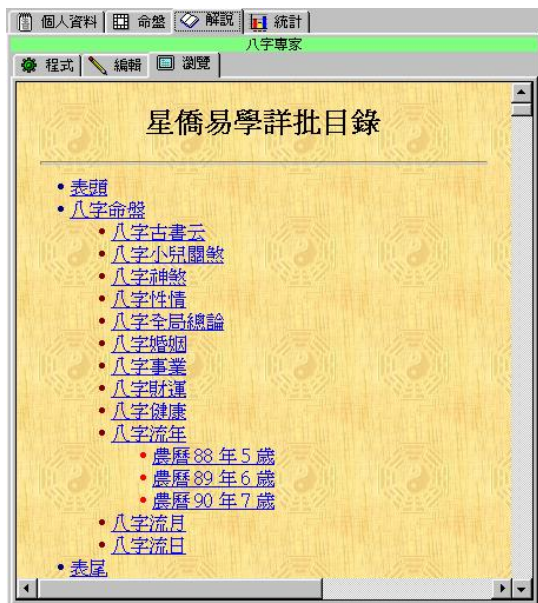 個人資料 命盤 解說 統計
八字專家
程式 編輯 瀏覽
星僑易學詳批目錄
表頭
八字命盤
八字古書云
八字小兒關煞
八字神煞
八字性情
八字全局總論
八字婚姻
八字事業
八字財運
八字健康
八字流年
農曆 88 年 5 歲
農曆 89 年 6 歲
農曆 90 年 7 歲
八字流月
八字流日
表尾